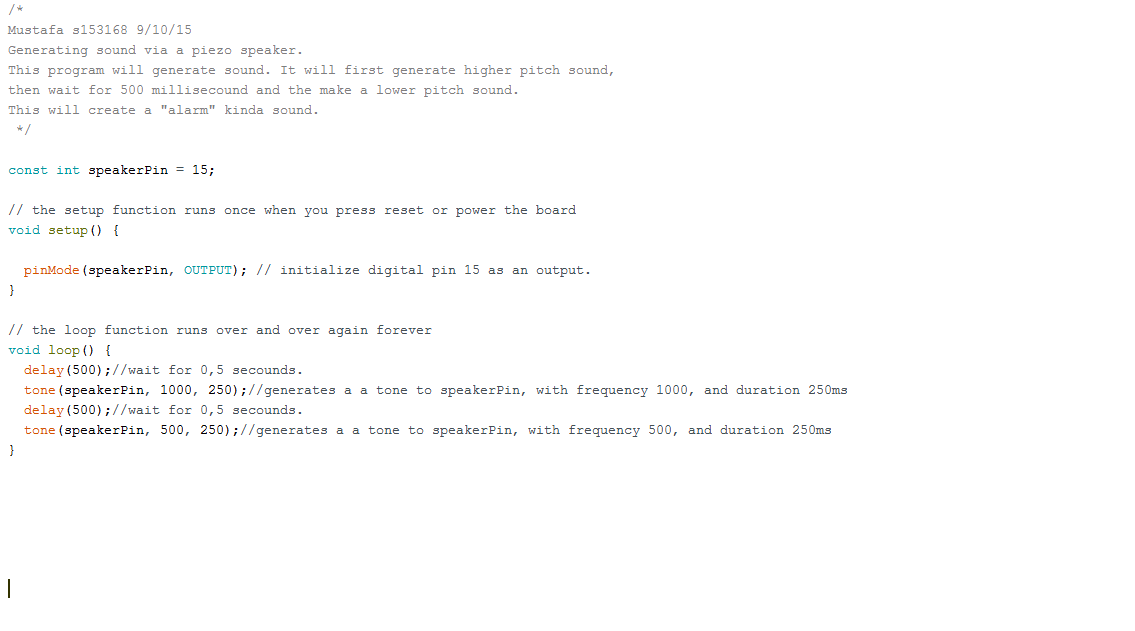 /*
Mustafa s153168 9/10/15
Generating sound via a piezo speaker.
This program will generate sound. It will first generate higher pitch sound,
then wait for 500 millisecound and the make a lower pitch sound.
This will create a "alarm" kinda sound.
*/
const int speakerPin = 15;
// the setup function runs once when you press reset or power the board
void setup() {
pinMode(speakerPin, OUTPUT); // initialize digital pin 15 as an output.
}
// the loop function runs over and over again forever
void loop() {
delay(500);//wait for 0,5 secounds.
tone(speakerPin, 1000, 250);//generates a a tone to speakerPin, with frequency 1000, and duration 250ms
delay(500);//wait for 0,5 secounds.
tone(speakerPin, 500, 250);//generates a a tone to speakerPin, with frequency 500, and duration 250ms
}